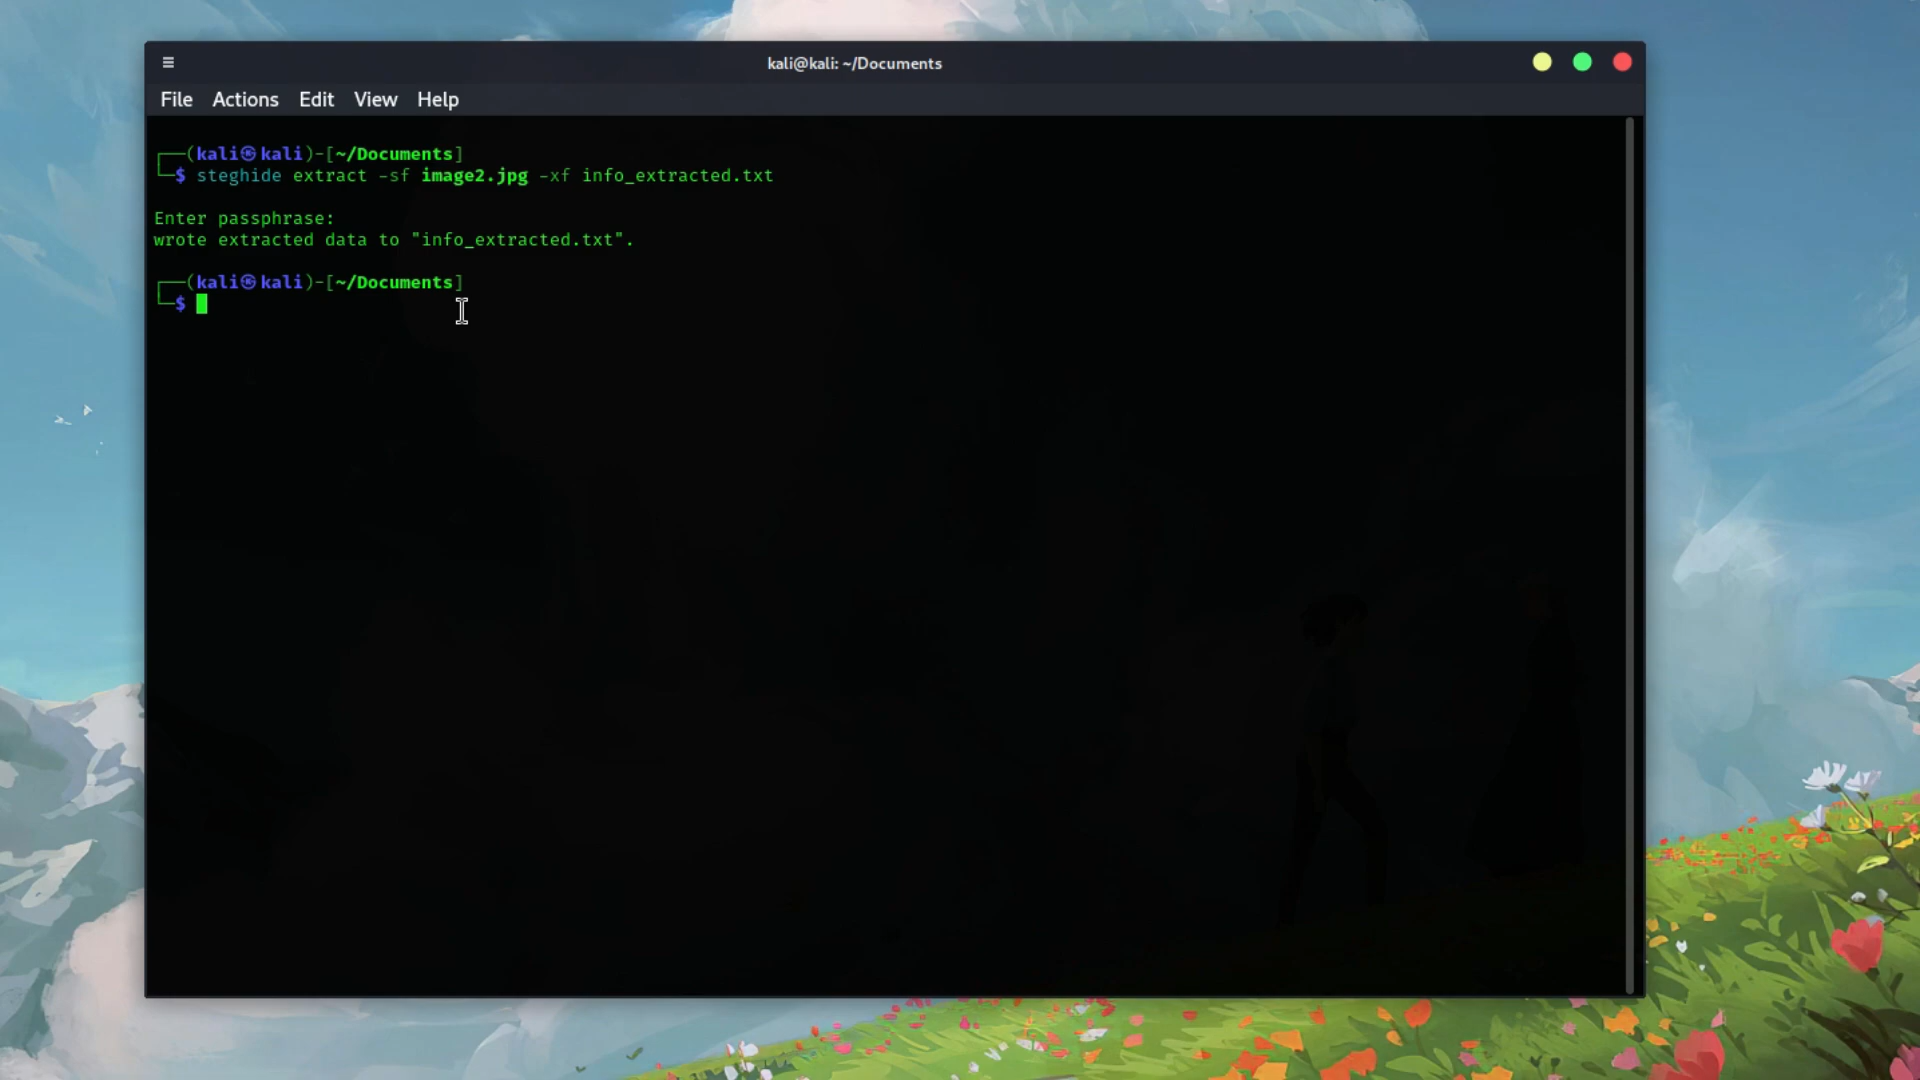 kali@kali: ~/Documents
File Actions Edit View Help
┌──(kali㉿kali)-[~/Documents]
└─$ steghide extract -sf image2.jpg -xf info_extracted.txt
Enter passphrase:
wrote extracted data to "info_extracted.txt".
┌──(kali㉿kali)-[~/Documents]
└─$